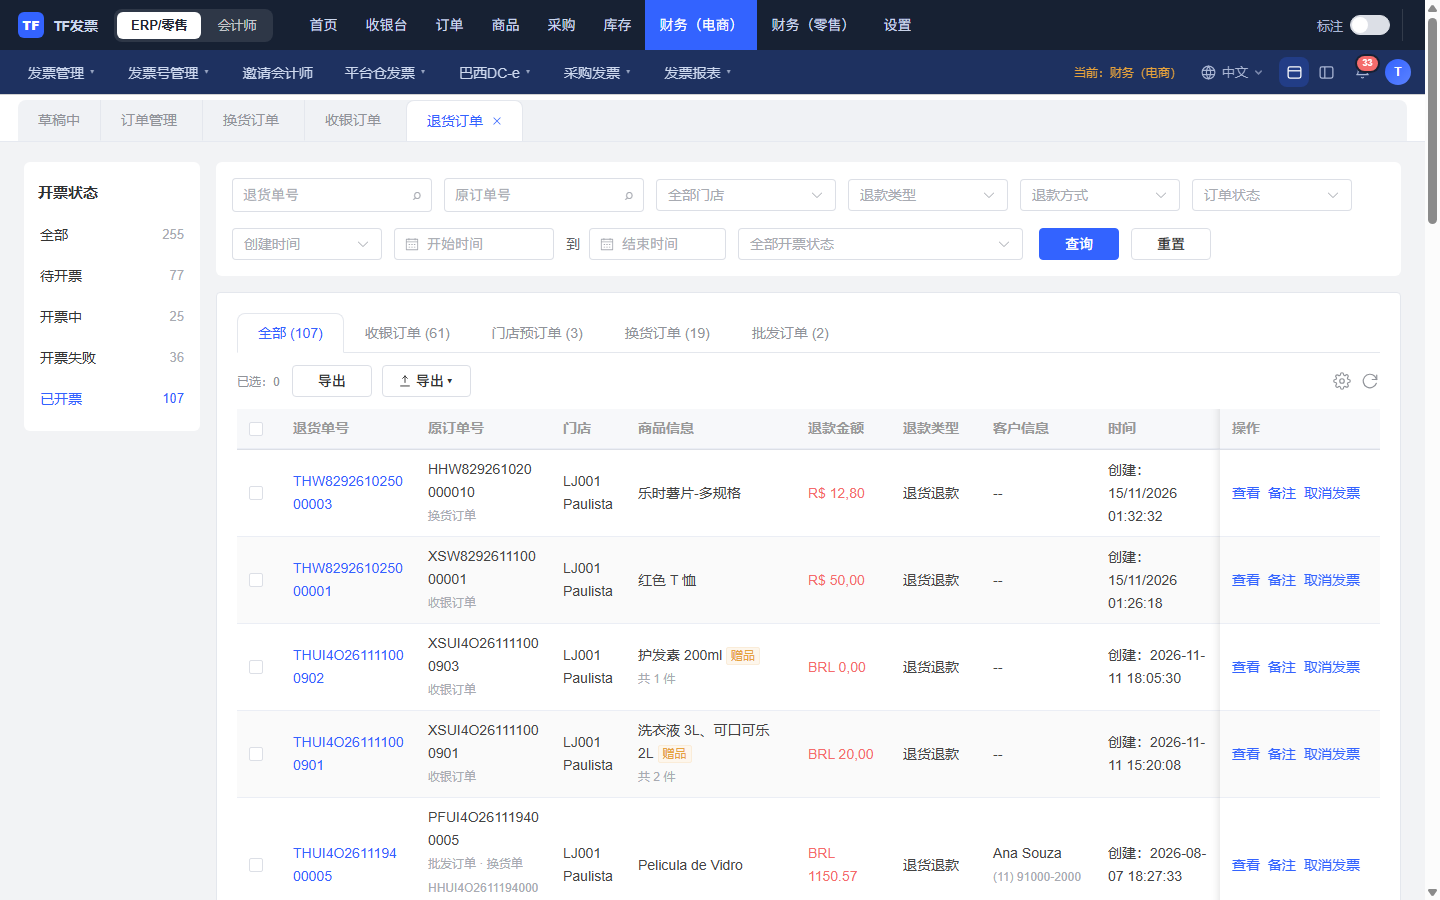 TF TF发票 ERP/零售 会计师 首页 收银台 订单 商品 采购 库存 财务（电商） 财务（零售） 设置 标注
发票管理 发票号管理 邀请会计师 平台仓发票 巴西DC-e 采购发票 发票报表 当前：财务（电商） 中文 33 T
草稿中 订单管理 换货订单 收银订单 退货订单 ×
开票状态
全部 255
待开票 77
开票中 25
开票失败 36
已开票 107
退货单号 原订单号 全部门店 退款类型 退款方式 订单状态
创建时间 开始时间 到 结束时间 全部开票状态 查询 重置
全部 (107) 收银订单 (61) 门店预订单 (3) 换货订单 (19) 批发订单 (2)
已选：0 导出 导出
退货单号 原订单号 门店 商品信息 退款金额 退款类型 客户信息 时间 操作
THW8292610250
00003
HHW829261020
000010
换货订单
LJ001
Paulista
乐时薯片-多规格
R$ 12,80
退货退款
--
创建：
15/11/2026
01:32:32
查看 备注 取消发票
THW8292610250
00001
XSW8292611100
00001
收银订单
LJ001
Paulista
红色 T 恤
R$ 50,00
退货退款
--
创建：
15/11/2026
01:26:18
查看 备注 取消发票
THUI4O26111100
0902
XSUI4O26111100
0903
收银订单
LJ001
Paulista
护发素 200ml 赠品
共 1 件
BRL 0,00
退货退款
--
创建：2026-11-
11 18:05:30
查看 备注 取消发票
THUI4O26111100
0901
XSUI4O26111100
0901
收银订单
LJ001
Paulista
洗衣液 3L、可口可乐
2L 赠品
共 2 件
BRL 20,00
退货退款
--
创建：2026-11-
11 15:20:08
查看 备注 取消发票
THUI4O2611194
00005
PFUI4O26111940
0005
批发订单 · 换货单
HHUI4O2611194000
LJ001
Paulista
Pelicula de Vidro
BRL
1150.57
退货退款
Ana Souza
(11) 91000-2000
创建：2026-08-
07 18:27:33
查看 备注 取消发票